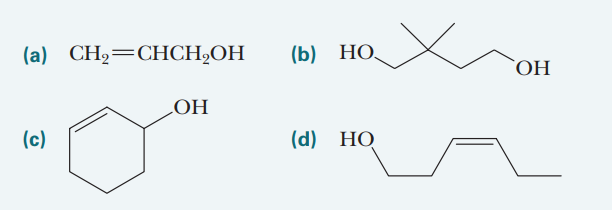 (a) CH₂=CHCH₂OH (b) HO OH
(c) OH (d) HO